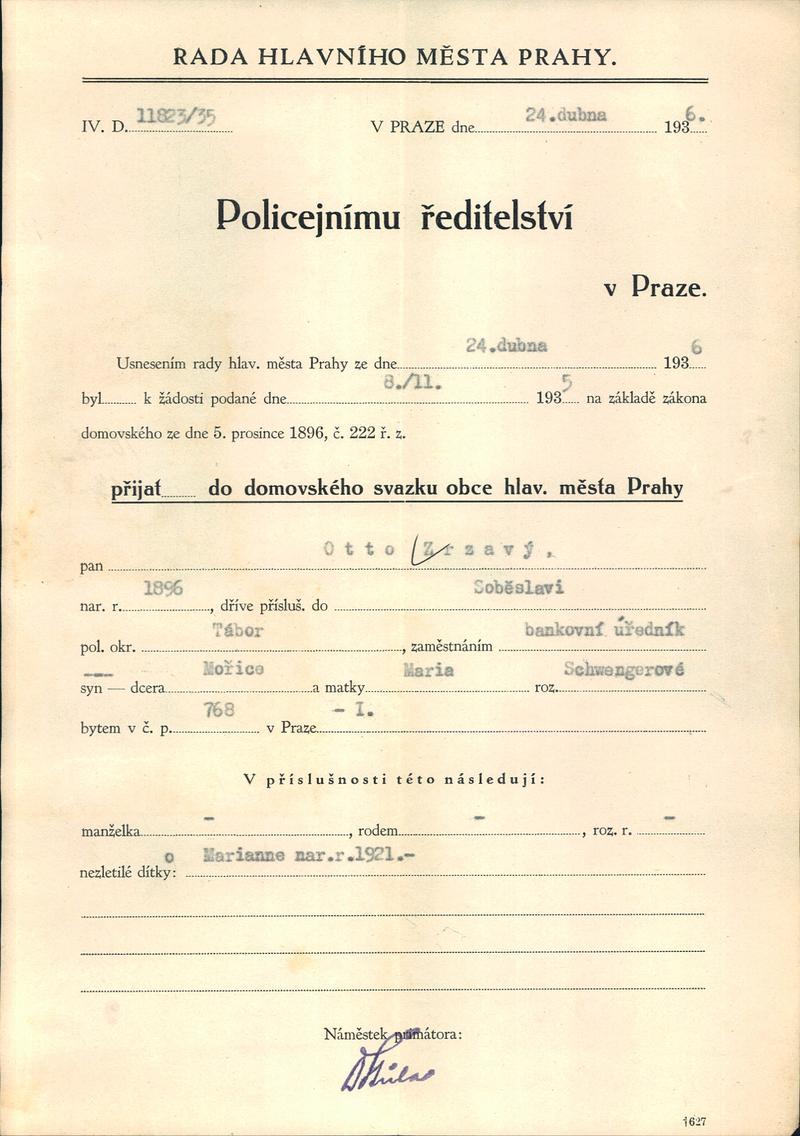 RADA HLAVNÍHO MĚSTA PRAHY.
IV. D. 11823/35 V PRAZE dne 24.dubna 1936.
Policejnímu ředitelství
v Praze.
Usnesením rady hlav. města Prahy ze dne 24.dubna 1936
byl k žádosti podané dne 8./11. 1935 na základě zákona
domovského ze dne 5. prosince 1896, č. 222 ř. z.
přijat do domovského svazku obce hlav. města Prahy
pan Otto Zrzavý,
nar. r. 1896, dříve přísluš. do Soběslavi
pol. okr. Tábor, zaměstnáním bankovní úředník
syn — dcera Mořice a matky Maria roz. Schwengerové
bytem v č. p. 768 v Praze - I.
V příslušnosti této následují:
manželka -, rodem -, roz. r. -
nezletilé dítky: o Marianne nar.r.1921.-
Náměstek primátora:
1627